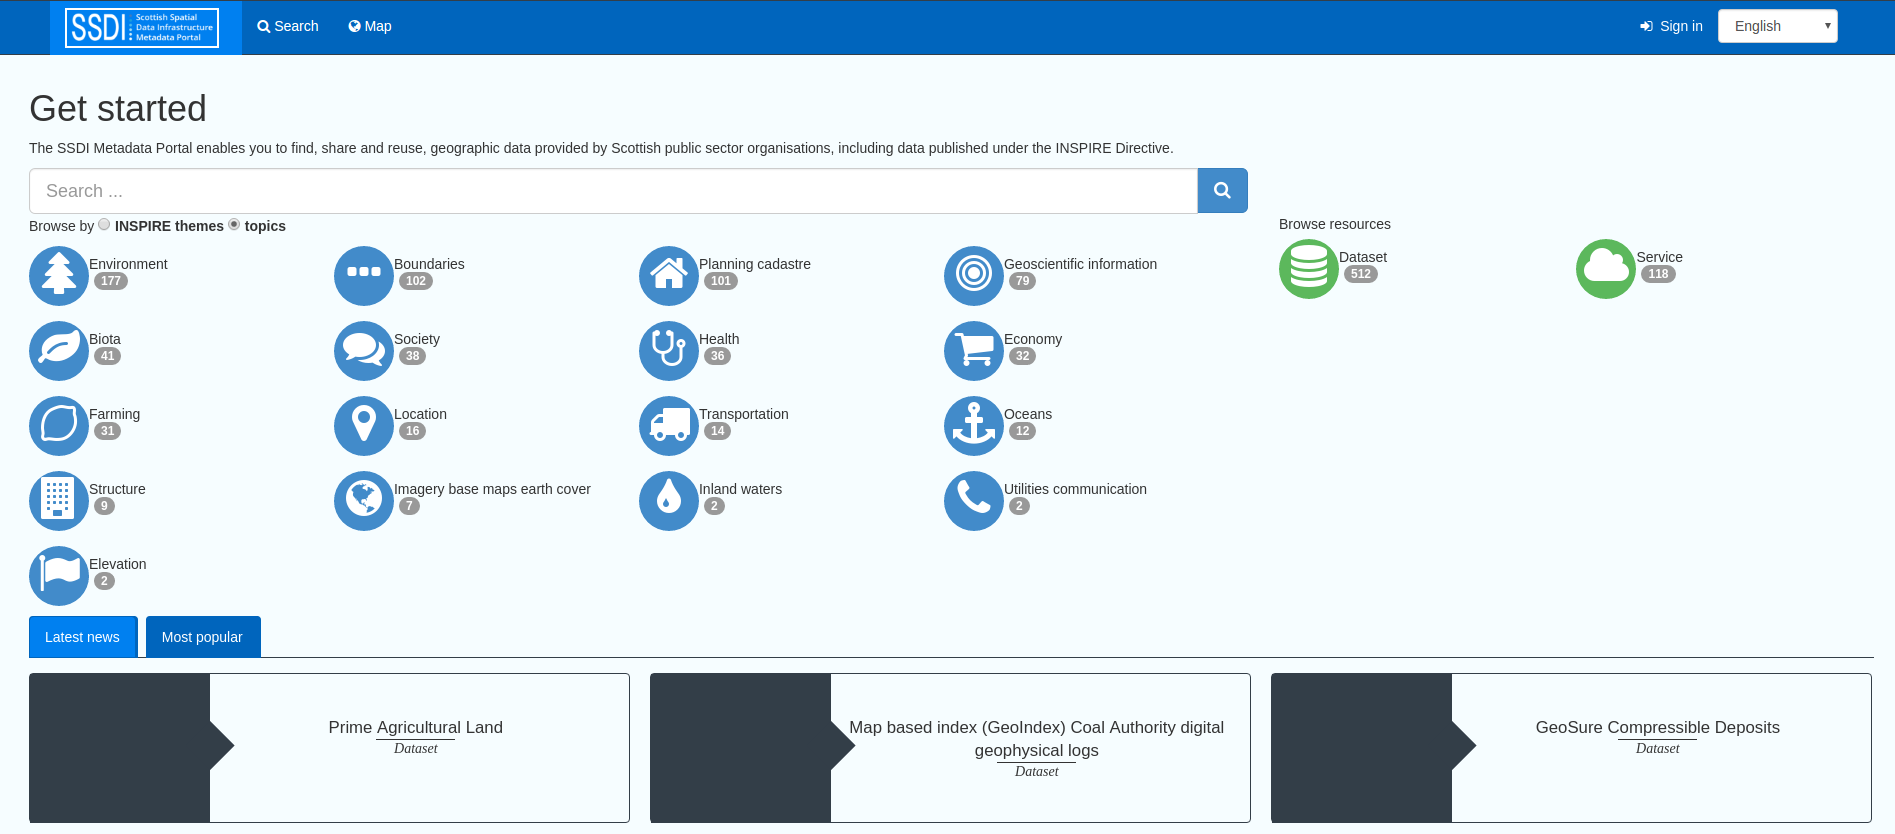 SSDI Scottish Spatial
Data Infrastructure
Metadata Portal
Search
Map
Sign in
English
Get started
The SSDI Metadata Portal enables you to find, share and reuse, geographic data provided by Scottish public sector organisations, including data published under the INSPIRE Directive.
Search ...
Browse by INSPIRE themes topics
Environment
177
Boundaries
102
Planning cadastre
101
Geoscientific information
79
Biota
41
Society
38
Health
36
Economy
32
Farming
31
Location
16
Transportation
14
Oceans
12
Structure
9
Imagery base maps earth cover
7
Inland waters
2
Utilities communication
2
Elevation
2
Browse resources
Dataset
512
Service
118
Latest news
Most popular
Prime Agricultural Land
Dataset
Map based index (GeoIndex) Coal Authority digital
geophysical logs
Dataset
GeoSure Compressible Deposits
Dataset